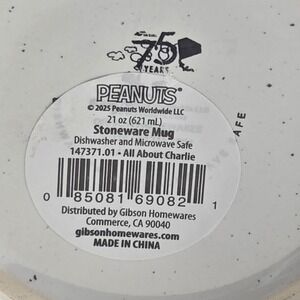 75
YEARS
PEANUTS®
© 2025 Peanuts Worldwide LLC
21 oz (621 mL)
Stoneware Mug
Dishwasher and Microwave Safe
147371.01 - All About Charlie
0 85081 69082 1
Distributed by Gibson Homewares
Commerce, CA 90040
gibsonhomewares.com
MADE IN CHINA